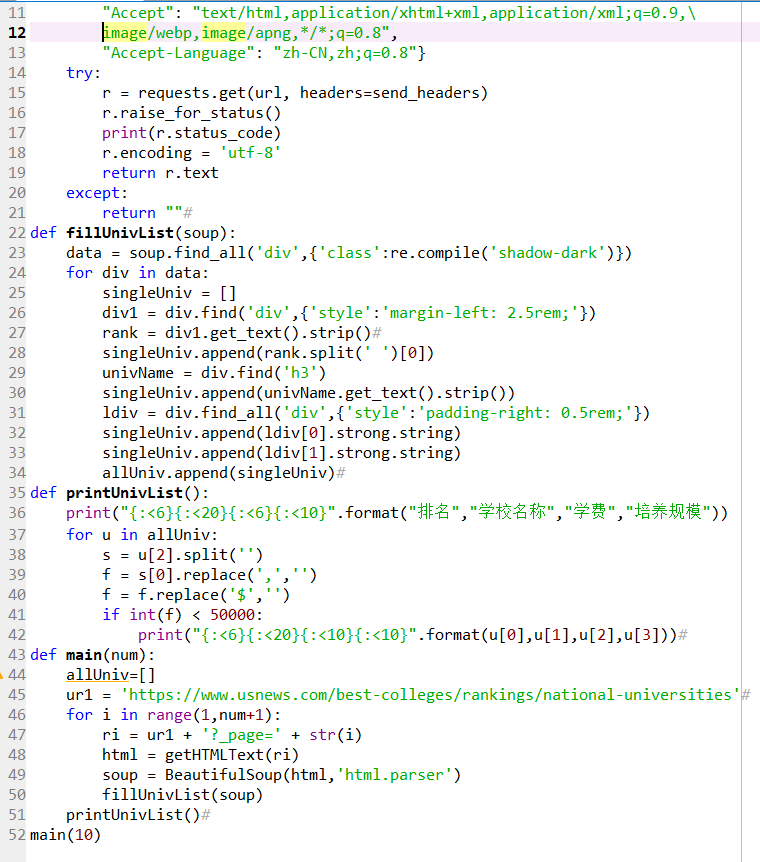 11 "Accept": "text/html,application/xhtml+xml,application/xml;q=0.9,\
12 image/webp,image/apng,*/*;q=0.8",
13 "Accept-Language": "zh-CN,zh;q=0.8"}
14 try:
15 r = requests.get(url, headers=send_headers)
16 r.raise_for_status()
17 print(r.status_code)
18 r.encoding = 'utf-8'
19 return r.text
20 except:
21 return ""#
22 def fillUnivList(soup):
23 data = soup.find_all('div',{'class':re.compile('shadow-dark')})
24 for div in data:
25 singleUniv = []
26 div1 = div.find('div',{'style':'margin-left: 2.5rem;'})
27 rank = div1.get_text().strip()#
28 singleUniv.append(rank.split(' ')[0])
29 univName = div.find('h3')
30 singleUniv.append(univName.get_text().strip())
31 ldiv = div.find_all('div',{'style':'padding-right: 0.5rem;'})
32 singleUniv.append(ldiv[0].strong.string)
33 singleUniv.append(ldiv[1].strong.string)
34 allUniv.append(singleUniv)#
35 def printUnivList():
36 print("{:<6}{:<20}{:<6}{:<10}".format("排名","学校名称","学费","培养规模"))
37 for u in allUniv:
38 s = u[2].split('')
39 f = s[0].replace(',','')
40 f = f.replace('$','')
41 if int(f) < 50000:
42 print("{:<6}{:<20}{:<10}{:<10}".format(u[0],u[1],u[2],u[3]))#
43 def main(num):
44 allUniv=[]
45 ur1 = 'https://www.usnews.com/best-colleges/rankings/national-universities'#
46 for i in range(1,num+1):
47 ri = ur1 + '?_page=' + str(i)
48 html = getHTMLText(ri)
49 soup = BeautifulSoup(html,'html.parser')
50 fillUnivList(soup)
51 printUnivList()#
52 main(10)